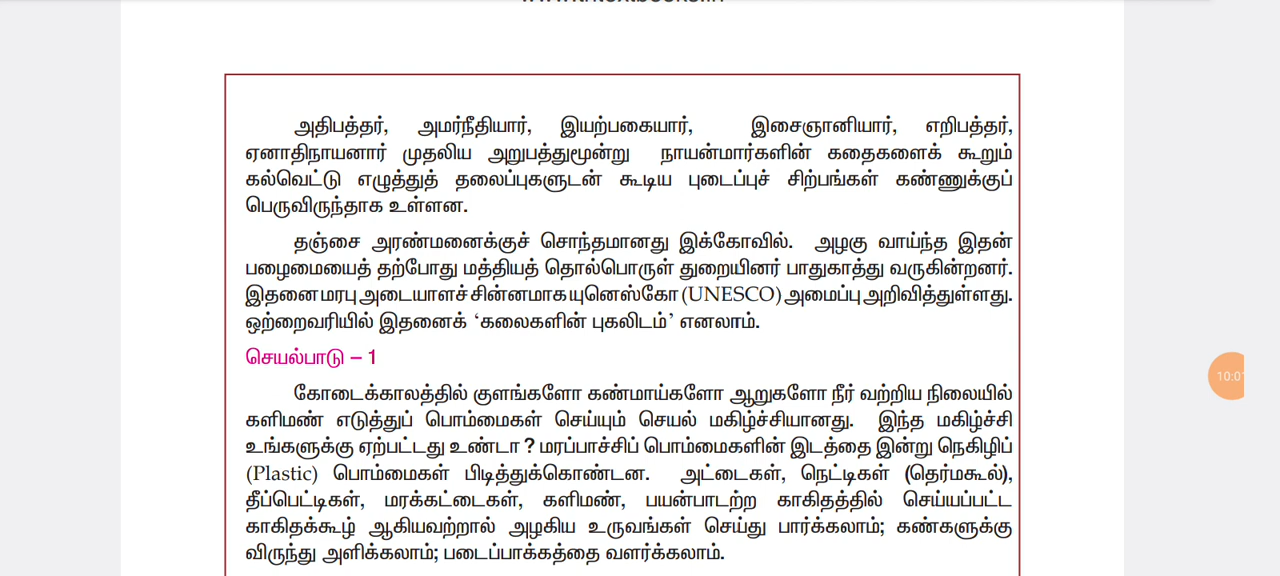 அதிபத்தர், அமர்நீதியார், இயற்பகையார், இசைஞானியார், எறிபத்தர்,
ஏனாதிநாயனார் முதலிய அறுபத்துமூன்று நாயன்மார்களின் கதைகளைக் கூறும்
கல்வெட்டு எழுத்துத் தலைப்புகளுடன் கூடிய புடைப்புச் சிற்பங்கள் கண்ணுக்குப்
பெருவிருந்தாக உள்ளன.
தஞ்சை அரண்மனைக்குச் சொந்தமானது இக்கோவில். அழகு வாய்ந்த இதன்
பழைமையைத் தற்போது மத்தியத் தொல்பொருள் துறையினர் பாதுகாத்து வருகின்றனர்.
இதனை மரபு அடையாளச் சின்னமாக யுனெஸ்கோ (UNESCO) அமைப்பு அறிவித்துள்ளது.
ஒற்றைவரியில் இதனைக் ‘கலைகளின் புகலிடம்’ எனலாம்.
செயல்பாடு – 1
கோடைக்காலத்தில் குளங்களோ கண்மாய்களோ ஆறுகளோ நீர் வற்றிய நிலையில்
களிமண் எடுத்துப் பொம்மைகள் செய்யும் செயல் மகிழ்ச்சியானது. இந்த மகிழ்ச்சி
உங்களுக்கு ஏற்பட்டது உண்டா ? மரப்பாச்சிப் பொம்மைகளின் இடத்தை இன்று நெகிழிப்
(Plastic) பொம்மைகள் பிடித்துக்கொண்டன. அட்டைகள், நெட்டிகள் (தெர்மகூல்),
தீப்பெட்டிகள், மரக்கட்டைகள், களிமண், பயன்பாடற்ற காகிதத்தில் செய்யப்பட்ட
காகிதக்கூழ் ஆகியவற்றால் அழகிய உருவங்கள் செய்து பார்க்கலாம்; கண்களுக்கு
விருந்து அளிக்கலாம்; படைப்பாக்கத்தை வளர்க்கலாம்.